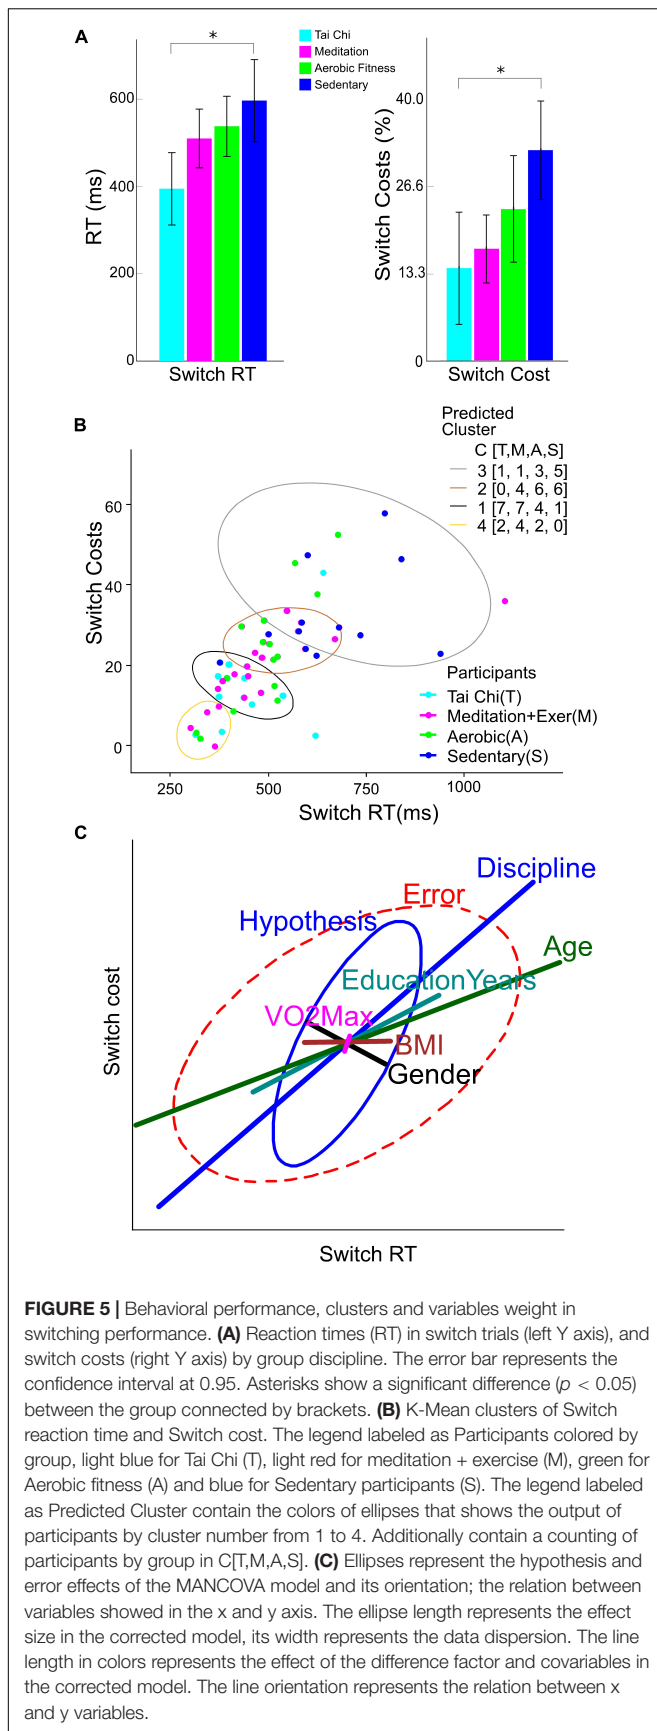 A
*
Tai Chi
Meditation
Aerobic Fitness
Sedentary
*
600
400
200
0
RT (ms)
Switch RT
40.0
26.6
13.3
0
Switch Costs (%)
Switch Cost
B
Predicted
Cluster
C [T,M,A,S]
3 [1, 1, 3, 5]
2 [0, 4, 6, 6]
1 [7, 7, 4, 1]
4 [2, 4, 2, 0]
60
40
20
0
Switch Costs
Participants
Tai Chi(T)
Meditation+Exer(M)
Aerobic(A)
Sedentary(S)
250
500
750
1000
Switch RT(ms)
C
Discipline
Error
Hypothesis
Age
EducationYears
VO2Max
BMI
Gender
Switch cost
Switch RT
FIGURE 5 | Behavioral performance, clusters and variables weight in
switching performance. (A) Reaction times (RT) in switch trials (left Y axis), and
switch costs (right Y axis) by group discipline. The error bar represents the
confidence interval at 0.95. Asterisks show a significant difference (p < 0.05)
between the group connected by brackets. (B) K-Mean clusters of Switch
reaction time and Switch cost. The legend labeled as Participants colored by
group, light blue for Tai Chi (T), light red for meditation + exercise (M), green for
Aerobic fitness (A) and blue for Sedentary participants (S). The legend labeled
as Predicted Cluster contain the colors of ellipses that shows the output of
participants by cluster number from 1 to 4. Additionally contain a counting of
participants by group in C[T,M,A,S]. (C) Ellipses represent the hypothesis and
error effects of the MANCOVA model and its orientation; the relation between
variables showed in the x and y axis. The ellipse length represents the effect
size in the corrected model, its width represents the data dispersion. The line
length in colors represents the effect of the difference factor and covariables in
the corrected model. The line orientation represents the relation between x
and y variables.